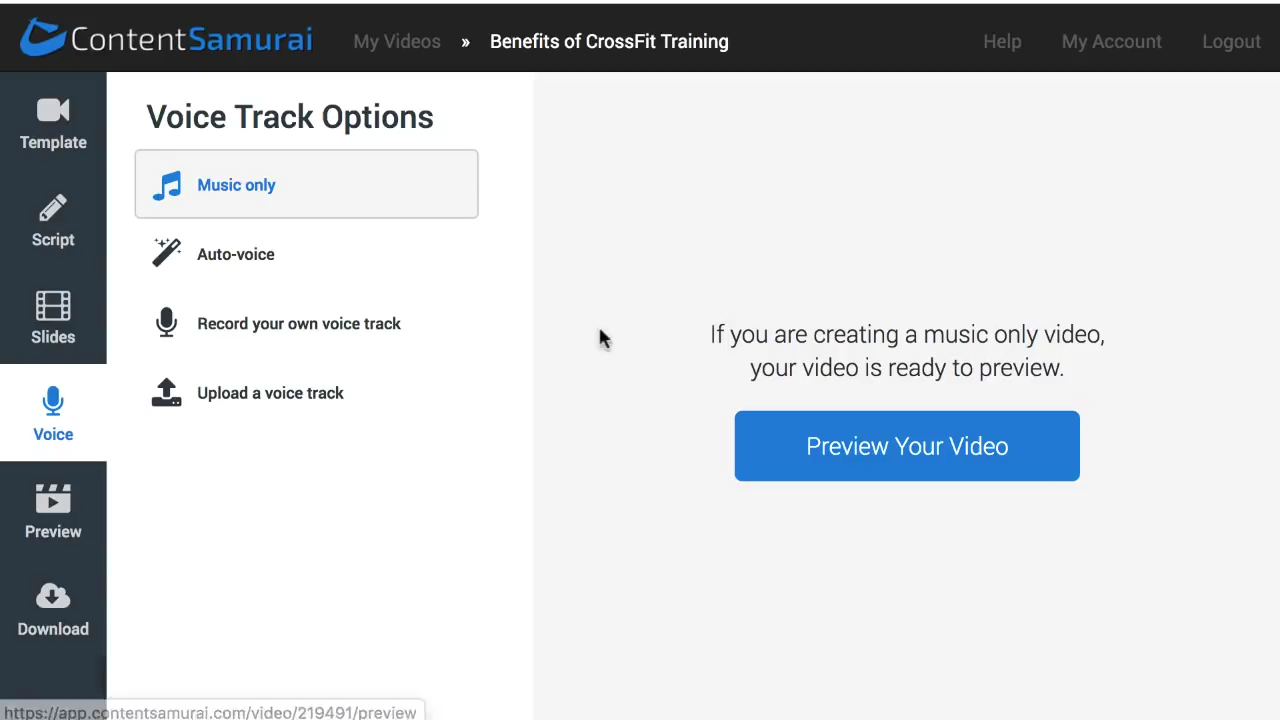 ContentSamurai My Videos » Benefits of CrossFit Training Help My Account Logout
Template
Script
Slides
Voice
Preview
Download
Voice Track Options
Music only
Auto-voice
Record your own voice track
Upload a voice track
If you are creating a music only video,
your video is ready to preview.
Preview Your Video
https://app.contentsamurai.com/video/219491/preview